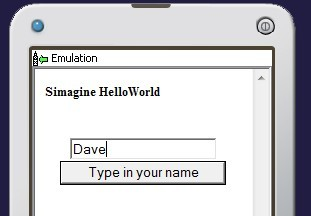 Emulation
Simagine HelloWorld
Dave
Type in your name